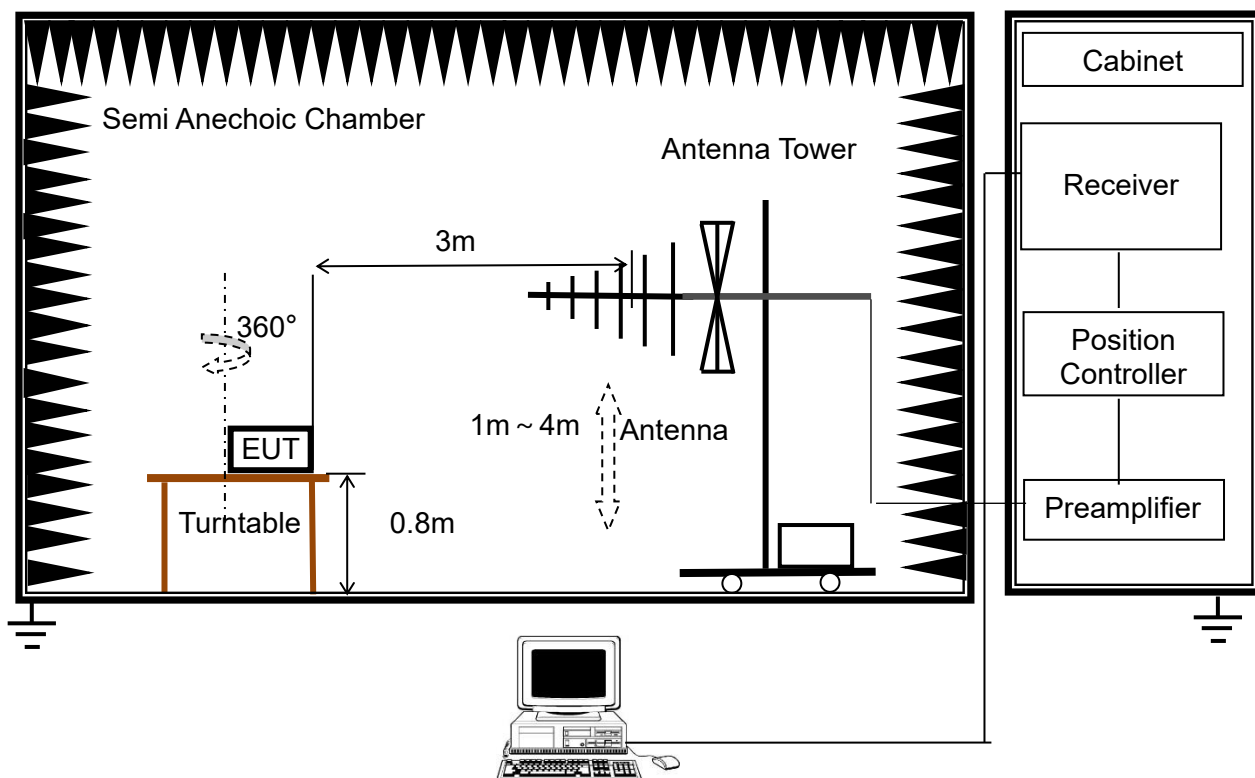 Semi Anechoic Chamber
Antenna Tower
3m
360°
1m ~ 4m
Antenna
EUT
Turntable
0.8m
Cabinet
Receiver
Position
Controller
Preamplifier